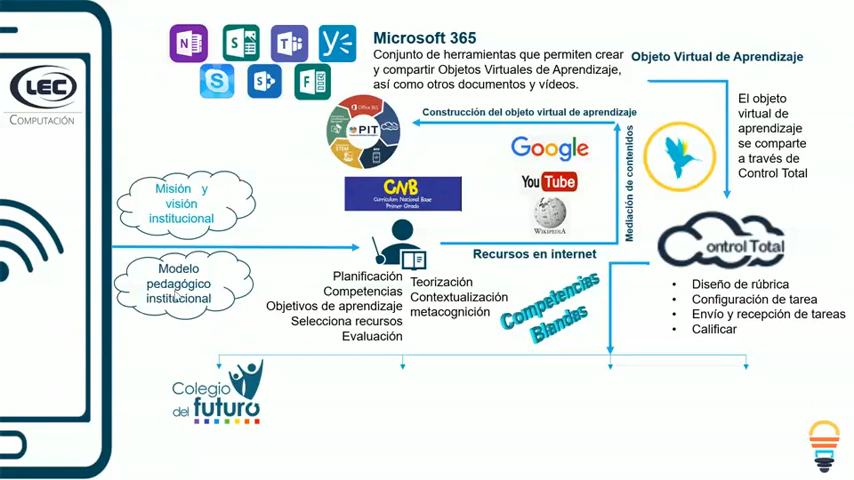 Microsoft 365
Conjunto de herramientas que permiten crear
y compartir Objetos Virtuales de Aprendizaje,
así como otros documentos y vídeos.
Objeto Virtual de Aprendizaje
LEC
COMPUTACIÓN
N
S
T
y
S
S
F
Office 365
PIT
STEM
Construcción del objeto virtual de aprendizaje
El objeto
virtual de
aprendizaje
se comparte
a través de
Control Total
Google
YouTube
WIKIPEDIA
Mediación de contenidos
Misión y
visión
institucional
CNB
Curriculum Nacional Base
Primer Grado
Recursos en internet
Control Total
Modelo
pedagógico
institucional
Planificación
Competencias
Objetivos de aprendizaje
Selecciona recursos
Evaluación
Teorización
Contextualización
metacognición
Competencias
Blandas
• Diseño de rúbrica
• Configuración de tarea
• Envío y recepción de tareas
• Calificar
Colegio
del futuro